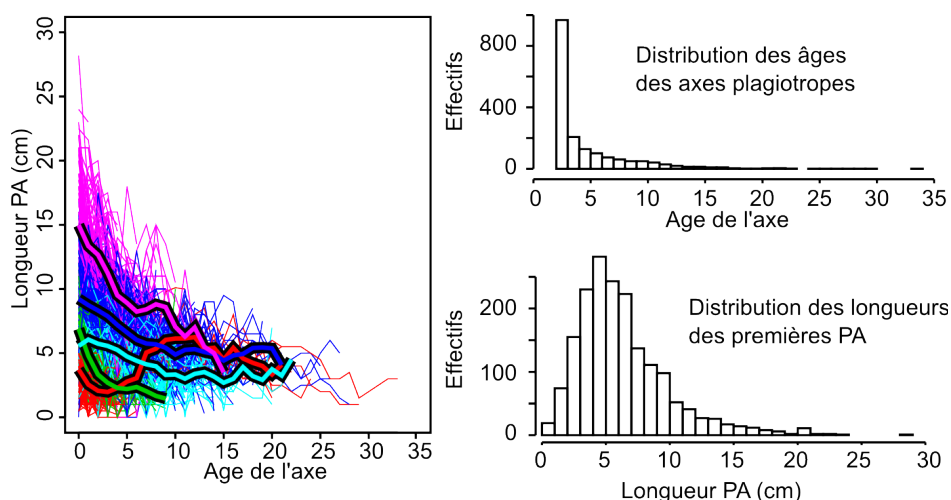 Longueur PA (cm)
30
25
20
15
10
5
0
0 5 10 15 20 25 30 35
Age de l'axe
Effectifs
800
400
0
Distribution des âges
des axes plagiotropes
0 5 10 15 20 25 30 35
Age de l'axe
Effectifs
200
100
0
Distribution des longueurs
des premières PA
0 5 10 15 20 25 30
Longueur PA (cm)